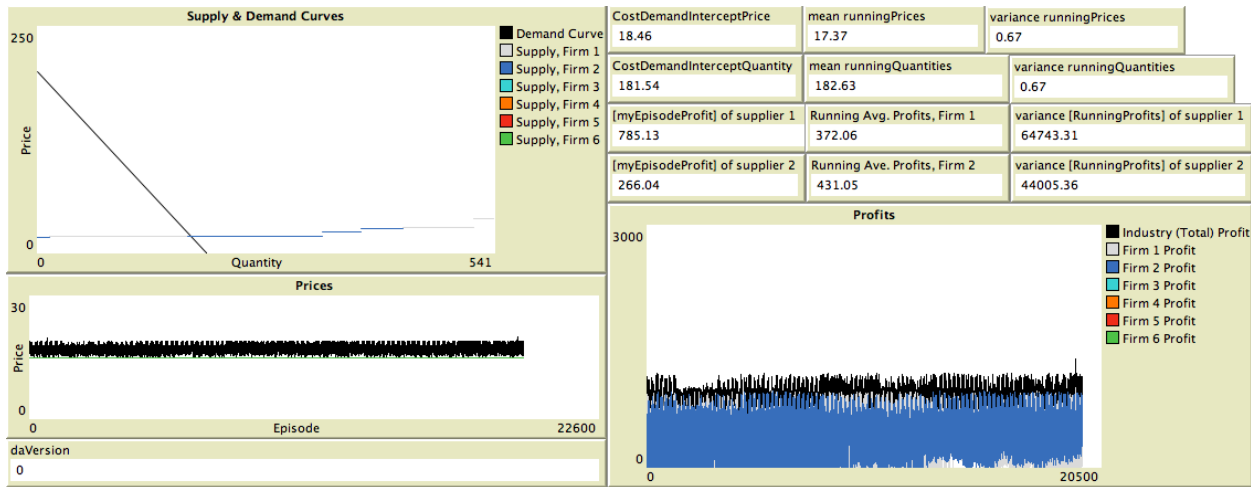 Supply & Demand Curves
250
Price
0
0
Quantity
541
Demand Curve
Supply, Firm 1
Supply, Firm 2
Supply, Firm 3
Supply, Firm 4
Supply, Firm 5
Supply, Firm 6
Prices
30
Price
0
0
Episode
22600
daVersion
0
CostDemandInterceptPrice
18.46
mean runningPrices
17.37
variance runningPrices
0.67
CostDemandInterceptQuantity
181.54
mean runningQuantities
182.63
variance runningQuantities
0.67
[myEpisodeProfit] of supplier 1
785.13
Running Avg. Profits, Firm 1
372.06
variance [RunningProfits] of supplier 1
64743.31
[myEpisodeProfit] of supplier 2
266.04
Running Ave. Profits, Firm 2
431.05
variance [RunningProfits] of supplier 2
44005.36
Profits
3000
0
0
20500
Industry (Total) Profit
Firm 1 Profit
Firm 2 Profit
Firm 3 Profit
Firm 4 Profit
Firm 5 Profit
Firm 6 Profit